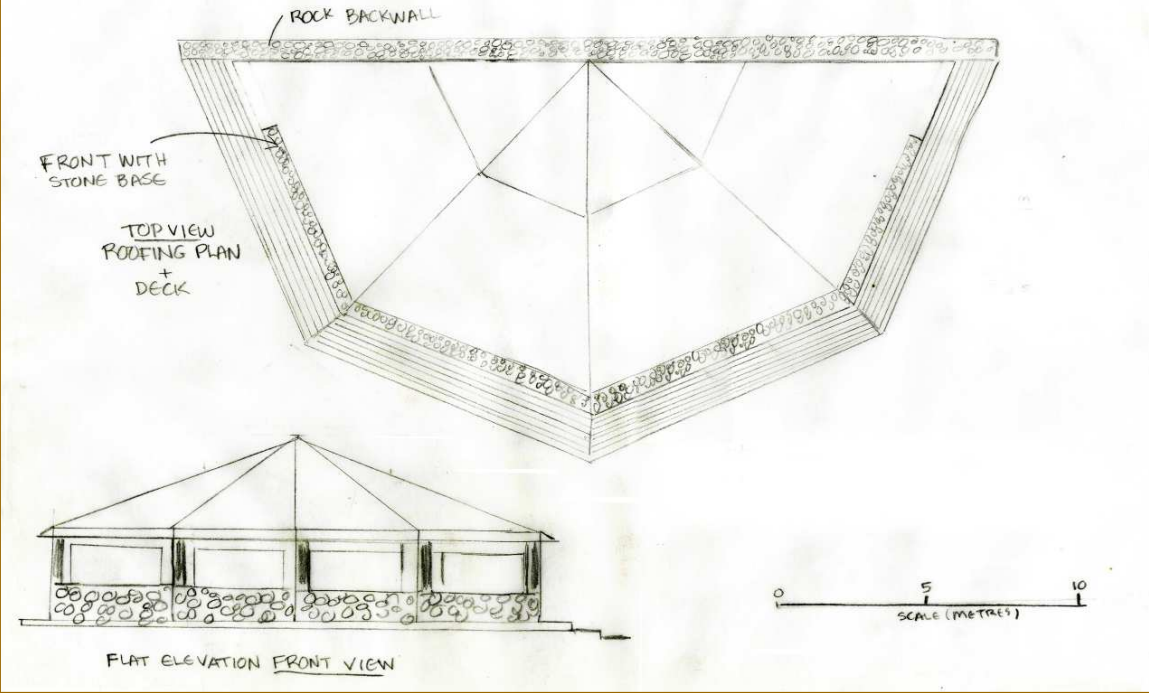 ROCK BACKWALL
FRONT WITH
STONE BASE
TOP VIEW
ROOFING PLAN
+
DECK
0 5 10
SCALE (METRES)
FLAT ELEVATION FRONT VIEW